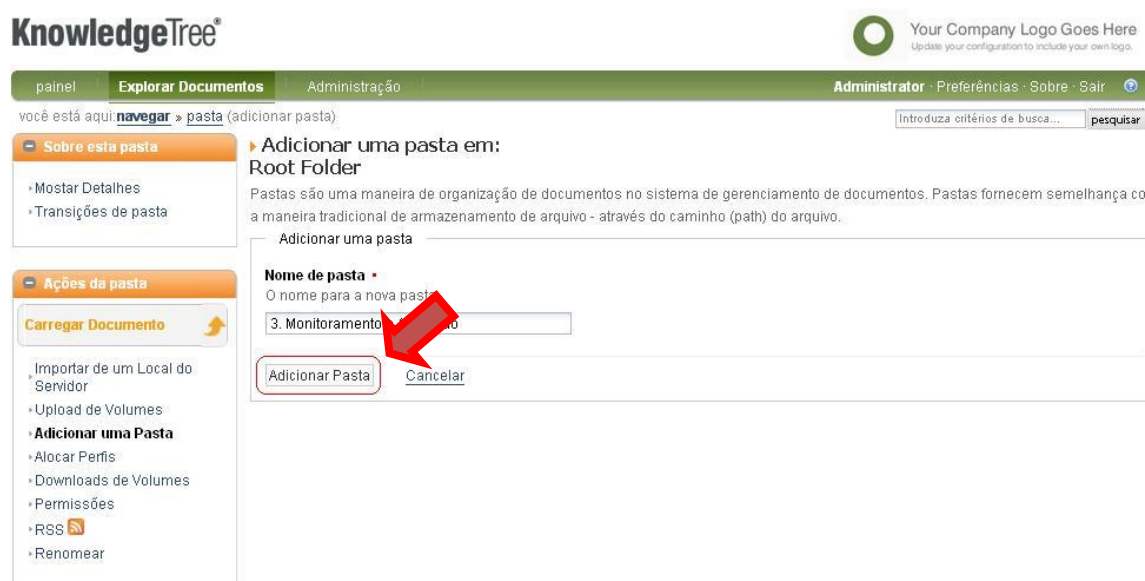 KnowledgeTree®
Your Company Logo Goes Here
Update your configuration to include your own logo.
painel Explorar Documentos Administração Administrator · Preferências · Sobre · Sair
você está aqui: navegar » pasta (adicionar pasta)
Introduza critérios de busca... pesquisar
Sobre esta pasta
Mostar Detalhes
Transições de pasta
Ações da pasta
Carregar Documento
Importar de um Local do
Servidor
Upload de Volumes
Adicionar uma Pasta
Alocar Perfis
Downloads de Volumes
Permissões
RSS
Renomear
Adicionar uma pasta em:
Root Folder
Pastas são uma maneira de organização de documentos no sistema de gerenciamento de documentos. Pastas fornecem semelhança co
a maneira tradicional de armazenamento de arquivo - através do caminho (path) do arquivo.
Adicionar uma pasta
Nome de pasta
O nome para a nova pasta
3. Monitoramento
Adicionar Pasta Cancelar